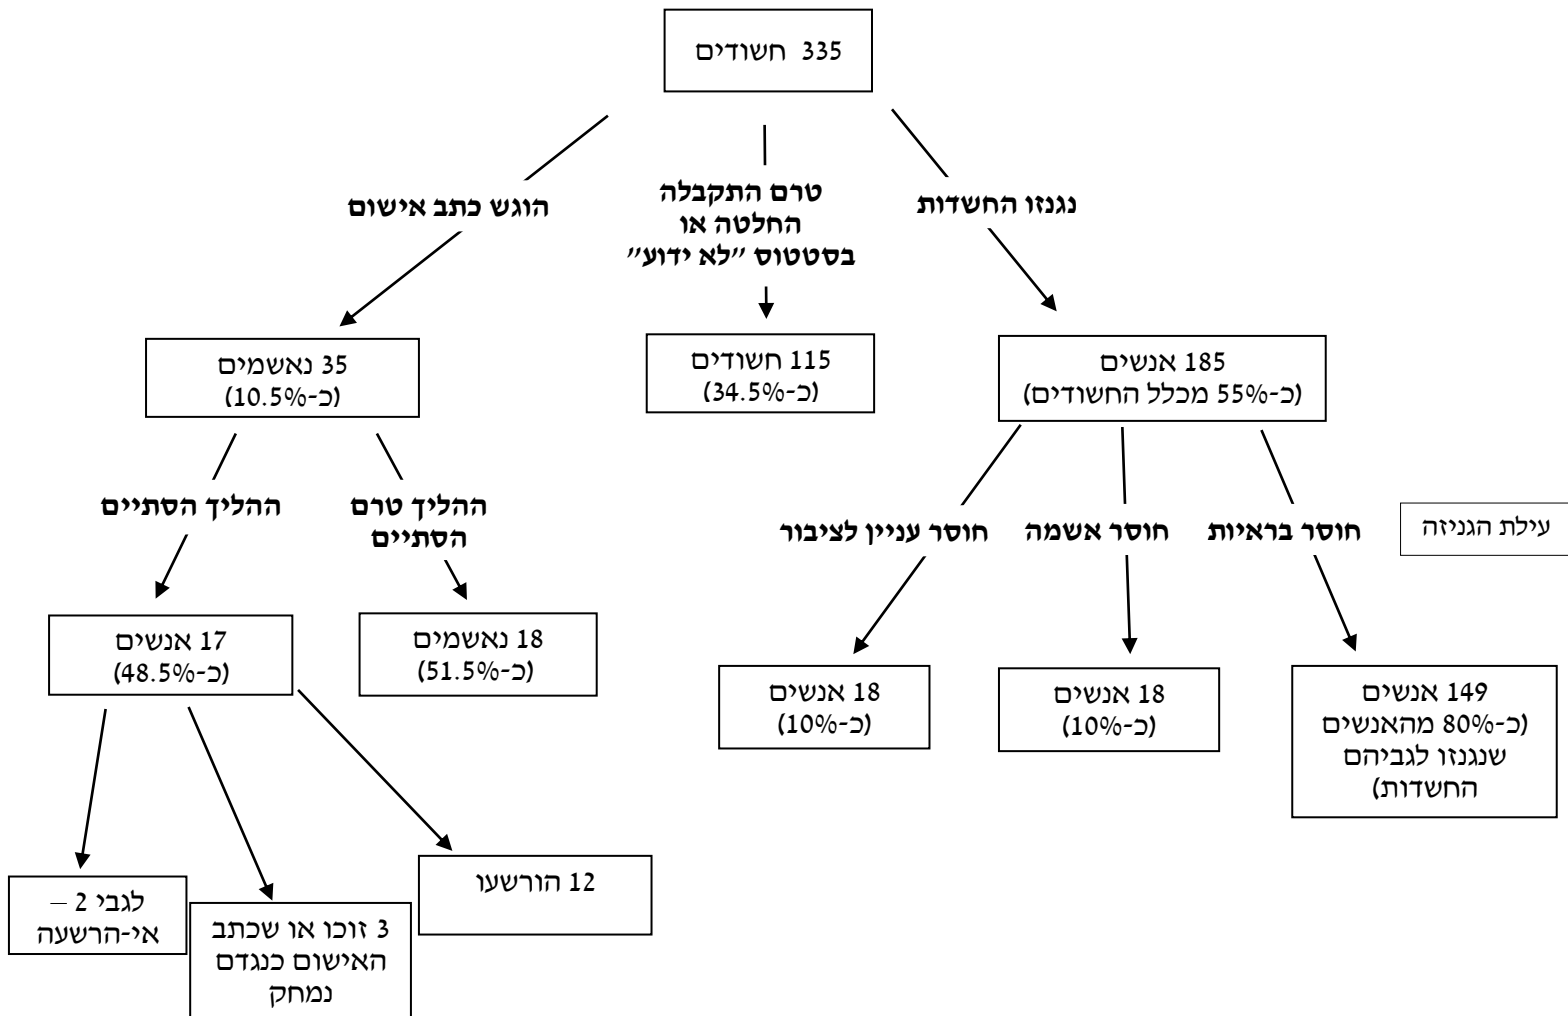 335 חשודים
נגנזו החשדות
טרם התקבלה
החלטה או
בסטטוס "לא ידוע"
הוגש כתב אישום
185 אנשים
(כ-55% מכלל החשודים)
115 חשודים
(כ-34.5%)
35 נאשמים
(כ-10.5%)
עילת הגניזה
חוסר בראיות
חוסר אשמה
חוסר עניין לציבור
ההליך טרם
הסתיים
ההליך הסתיים
149 אנשים
(כ-80% מהאנשים
שנגנזו לגביהם
החשדות)
18 אנשים
(כ-10%)
18 אנשים
(כ-10%)
18 נאשמים
(כ-51.5%)
17 אנשים
(כ-48.5%)
12 הורשעו
3 זוכו או שכתב
האישום כנגדם
נמחק
לגבי 2 –
אי-הרשעה